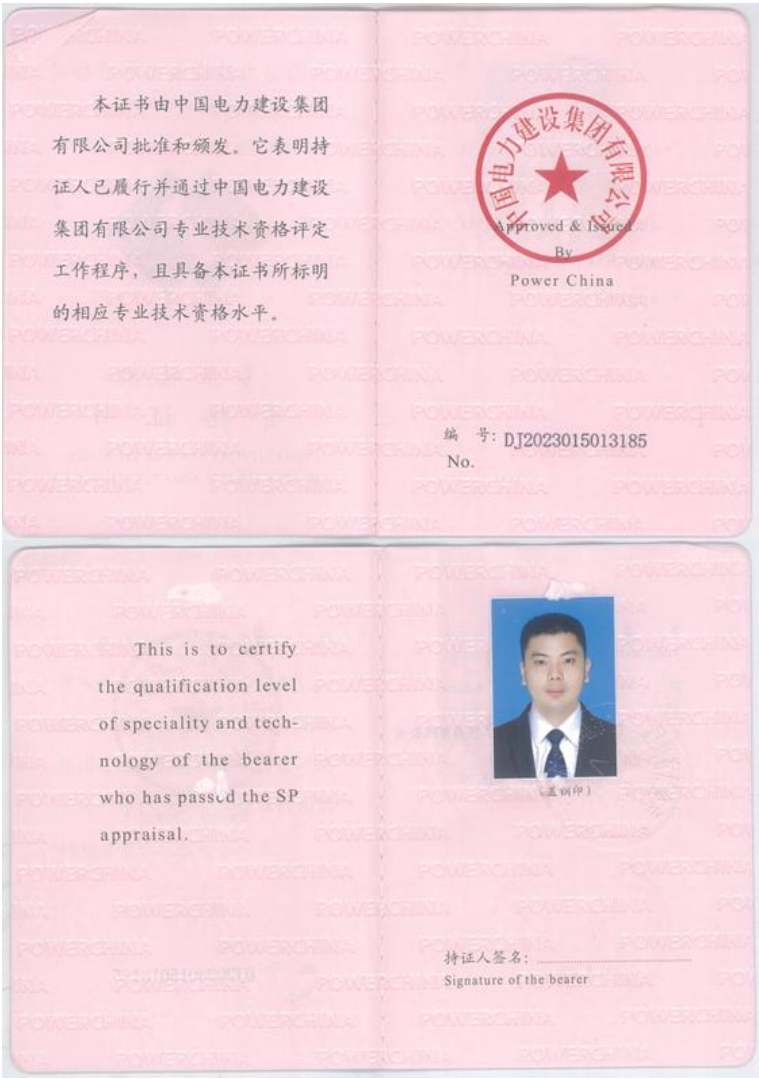 本证书由中国电力建设集团
有限公司批准和颁发。它表明持
证人已履行并通过中国电力建设
集团有限公司专业技术资格评定
工作程序，且具备本证书所标明
的相应专业技术资格水平。
中国电力建设集团有限公司
Approved & Issued
By
Power China
编 号: DJ2023015013185
No.
This is to certify
the qualification level
of speciality and tech-
nology of the bearer
who has passed the SP
appraisal.
(盖钢印)
持证人签名:
Signature of the bearer
POWERCHINA